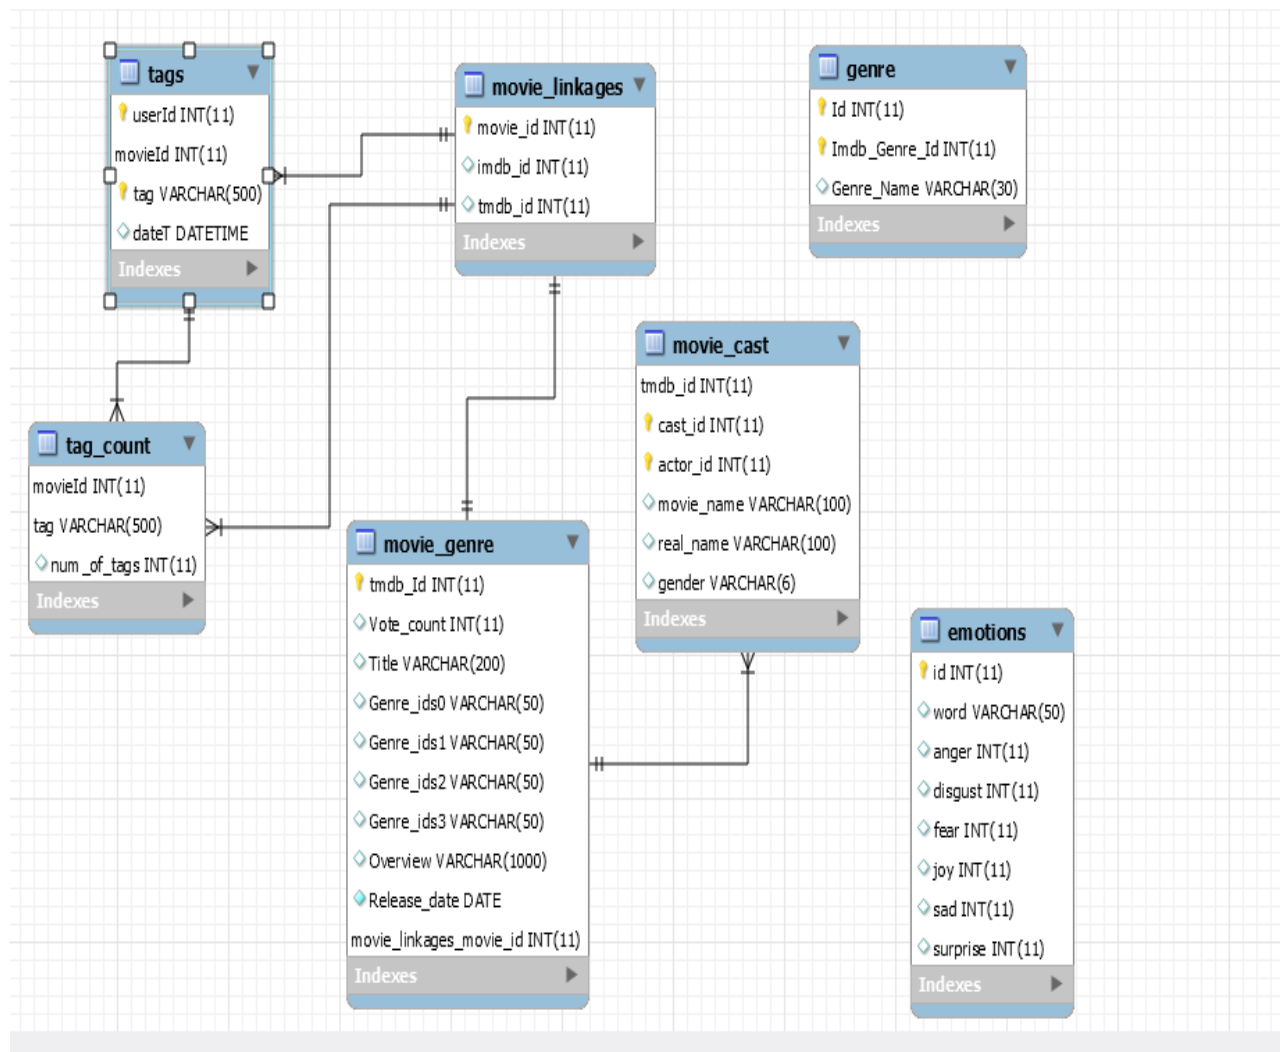 tags
userId INT(11)
movieId INT(11)
tag VARCHAR(500)
dateT DATETIME
Indexes
movie_linkages
movie_id INT(11)
imdb_id INT(11)
tmdb_id INT(11)
Indexes
genre
Id INT(11)
Imdb_Genre_Id INT(11)
Genre_Name VARCHAR(30)
Indexes
movie_cast
tmdb_id INT(11)
cast_id INT(11)
actor_id INT(11)
movie_name VARCHAR(100)
real_name VARCHAR(100)
gender VARCHAR(6)
Indexes
tag_count
movieId INT(11)
tag VARCHAR(500)
num_of_tags INT(11)
Indexes
movie_genre
tmdb_Id INT(11)
Vote_count INT(11)
Title VARCHAR(200)
Genre_ids0 VARCHAR(50)
Genre_ids1 VARCHAR(50)
Genre_ids2 VARCHAR(50)
Genre_ids3 VARCHAR(50)
Overview VARCHAR(1000)
Release_date DATE
movie_linkages_movie_id INT(11)
Indexes
emotions
id INT(11)
word VARCHAR(50)
anger INT(11)
disgust INT(11)
fear INT(11)
joy INT(11)
sad INT(11)
surprise INT(11)
Indexes